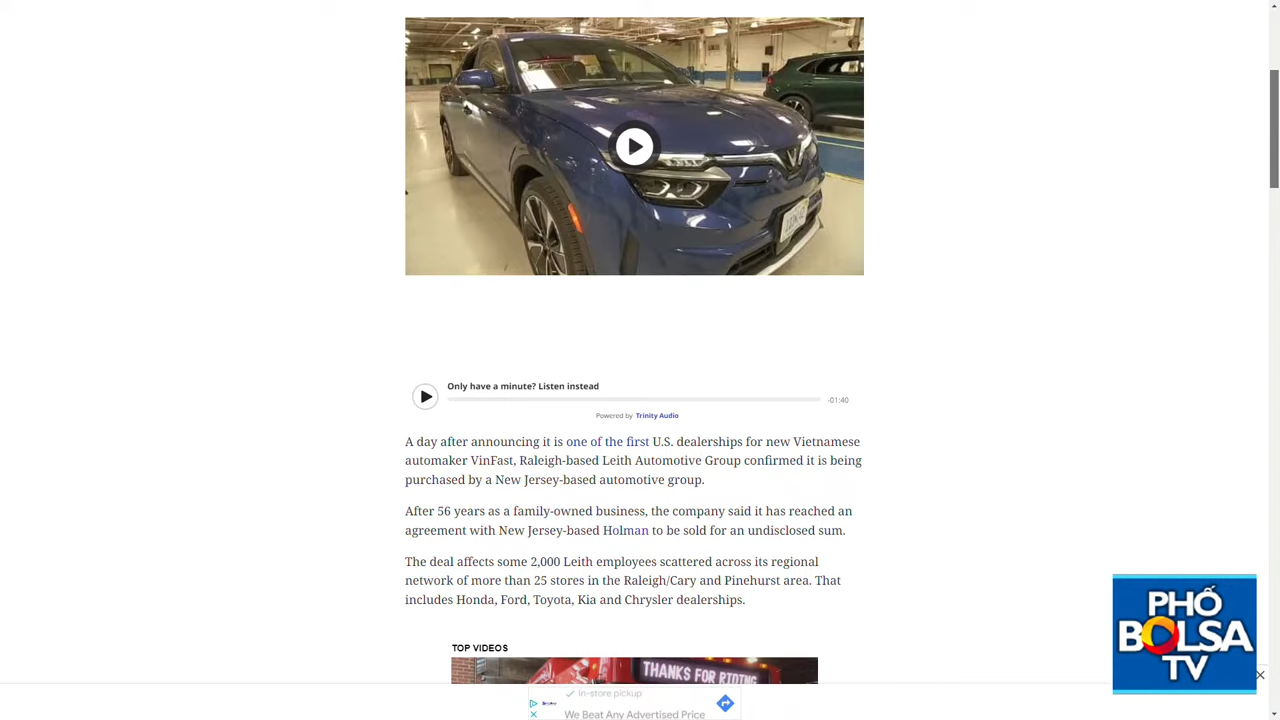 Only have a minute? Listen instead
-01:40
Powered by Trinity Audio
A day after announcing it is one of the first U.S. dealerships for new Vietnamese
automaker VinFast, Raleigh-based Leith Automotive Group confirmed it is being
purchased by a New Jersey-based automotive group.
After 56 years as a family-owned business, the company said it has reached an
agreement with New Jersey-based Holman to be sold for an undisclosed sum.
The deal affects some 2,000 Leith employees scattered across its regional
network of more than 25 stores in the Raleigh/Cary and Pinehurst area. That
includes Honda, Ford, Toyota, Kia and Chrysler dealerships.
TOP VIDEOS
THANKS FOR RIDING
in-store pickup
We Beat Any Advertised Price
PHỐ
BOLSA
TV